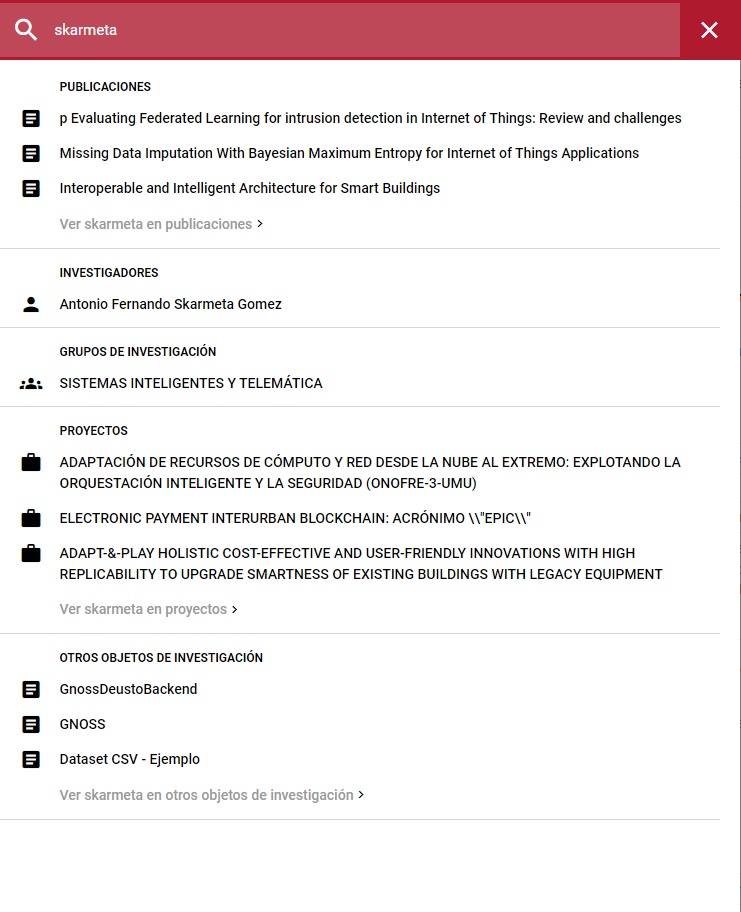 skarmeta
PUBLICACIONES
p Evaluating Federated Learning for intrusion detection in Internet of Things: Review and challenges
Missing Data Imputation With Bayesian Maximum Entropy for Internet of Things Applications
Interoperable and Intelligent Architecture for Smart Buildings
Ver skarmeta en publicaciones >
INVESTIGADORES
Antonio Fernando Skarmeta Gomez
GRUPOS DE INVESTIGACIÓN
SISTEMAS INTELIGENTES Y TELEMÁTICA
PROYECTOS
ADAPTACIÓN DE RECURSOS DE CÓMPUTO Y RED DESDE LA NUBE AL EXTREMO: EXPLOTANDO LA
ORQUESTACIÓN INTELIGENTE Y LA SEGURIDAD (ONOFRE-3-UMU)
ELECTRONIC PAYMENT INTERURBAN BLOCKCHAIN: ACRÓNIMO \\"EPIC\\"
ADAPT-&-PLAY HOLISTIC COST-EFFECTIVE AND USER-FRIENDLY INNOVATIONS WITH HIGH
REPLICABILITY TO UPGRADE SMARTNESS OF EXISTING BUILDINGS WITH LEGACY EQUIPMENT
Ver skarmeta en proyectos >
OTROS OBJETOS DE INVESTIGACIÓN
GnossDeustoBackend
GNOSS
Dataset CSV - Ejemplo
Ver skarmeta en otros objetos de investigación >